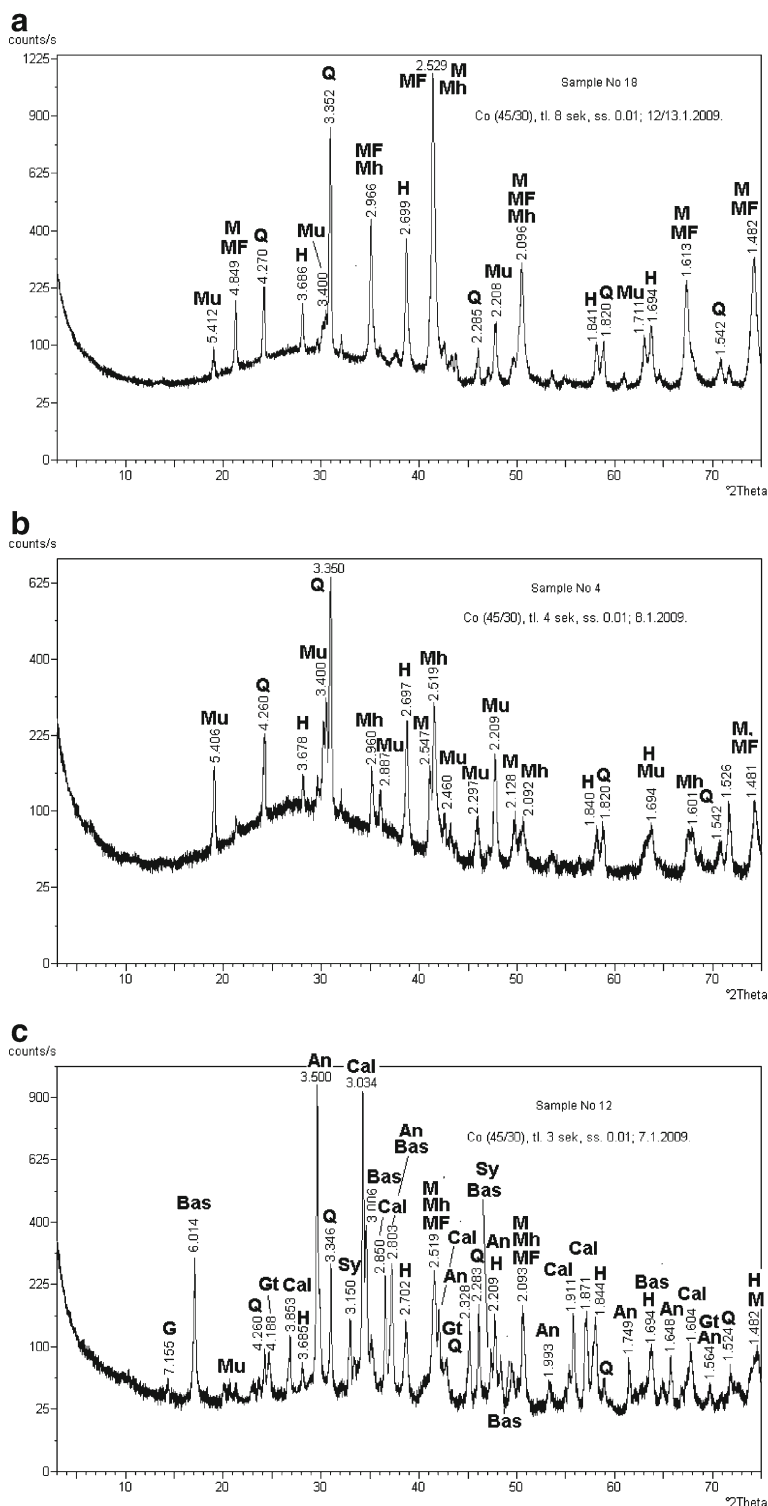 a
counts/s
1225
900
625
400
225
100
25
0
10 20 30 40 50 60 70
°2Theta
Sample No 18
Co (45/30), tl. 8 sek, ss. 0.01; 12/13.1.2009.
Mu
5.412
M
MF
4.849
Q
4.270
H
3.686
Mu
3.400
Q
3.352
MF
Mh
2.966
H
2.699
MF
2.529
M
Mh
Q
2.285
Mu
2.208
M
MF
Mh
2.096
H
1.841
Q
1.820
Mu
1.711
H
1.694
M
MF
1.613
Q
1.542
M
MF
1.482
b
counts/s
625
400
225
100
25
0
10 20 30 40 50 60 70
°2Theta
Sample No 4
Co (45/30), tl. 4 sek, ss. 0.01; 8.1.2009.
Mu
5.406
Q
4.260
H
3.678
Mu
3.400
3.350
Q
Mh
2.960
Mu
2.887
H
2.697
M
2.547
Mh
2.519
Mu
2.460
Mu
2.297
Mu
2.209
M
2.128
Mh
2.092
H
1.840
Q
1.820
H
Mu
1.694
Mh
1.601
Q
1.542
1.526
M,
MF
1.481
c
counts/s
900
625
400
225
100
25
0
10 20 30 40 50 60 70
°2Theta
Sample No 12
Co (45/30), tl. 3 sek, ss. 0.01; 7.1.2009.
G
7.155
Bas
6.014
Mu
Q
4.260
Gt
4.188
Cal
3.853
H
3.685
An
3.500
Q
3.346
Sy
3.150
Cal
3.034
3.006
Bas
2.850
Cal
2.803
An
Bas
H
2.702
M
Mh
MF
2.519
Cal
An
Gt
Q
2.328
Q
2.283
Sy
Bas
An
H
2.209
Bas
M
Mh
MF
2.093
An
1.993
Cal
1.911
Cal
1.871
H
1.844
Q
An
1.749
Bas
H
1.694
An
1.648
Cal
1.604
Gt
An
1.564
Q
1.524
H
M
1.482